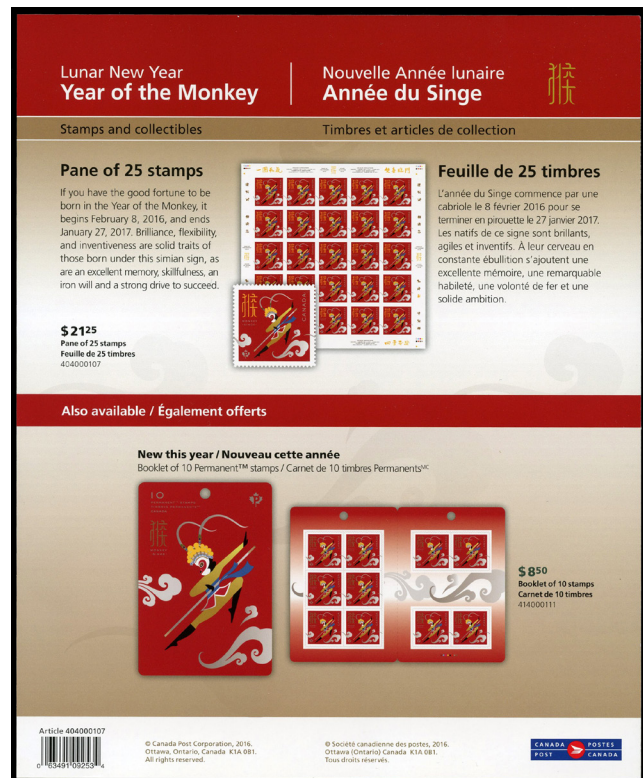 Lunar New Year
Year of the Monkey
Nouvelle Année lunaire
Année du Singe
猴
Stamps and collectibles
Timbres et articles de collection
Pane of 25 stamps
If you have the good fortune to be
born in the Year of the Monkey, it
begins February 8, 2016, and ends
January 27, 2017. Brilliance, flexibility,
and inventiveness are solid traits of
those born under this simian sign, as
are an excellent memory, skillfulness, an
iron will and a strong drive to succeed.
$21 25
Pane of 25 stamps
Feuille de 25 timbres
404000107
猴
CANADA
P
Feuille de 25 timbres
L'année du Singe commence par une
cabriole le 8 février 2016 pour se
terminer en pirouette le 27 janvier 2017.
Les natifs de ce signe sont brillants,
agiles et inventifs. À leur cerveau en
constante ébullition s'ajoutent une
excellente mémoire, une remarquable
habileté, une volonté de fer et une
solide ambition.
Also available / Également offerts
New this year / Nouveau cette année
Booklet of 10 Permanent™ stamps / Carnet de 10 timbres Permanentsᴹᶜ
10
P
猴
$8 50
Booklet of 10 stamps
Carnet de 10 timbres
414000111
Article 404000107
0 63491 09253 4
© Canada Post Corporation, 2016.
Ottawa, Ontario, Canada K1A 0B1.
All rights reserved.
© Société canadienne des postes, 2016.
Ottawa (Ontario) Canada K1A 0B1.
Tous droits réservés.
CANADA POST
POSTES CANADA